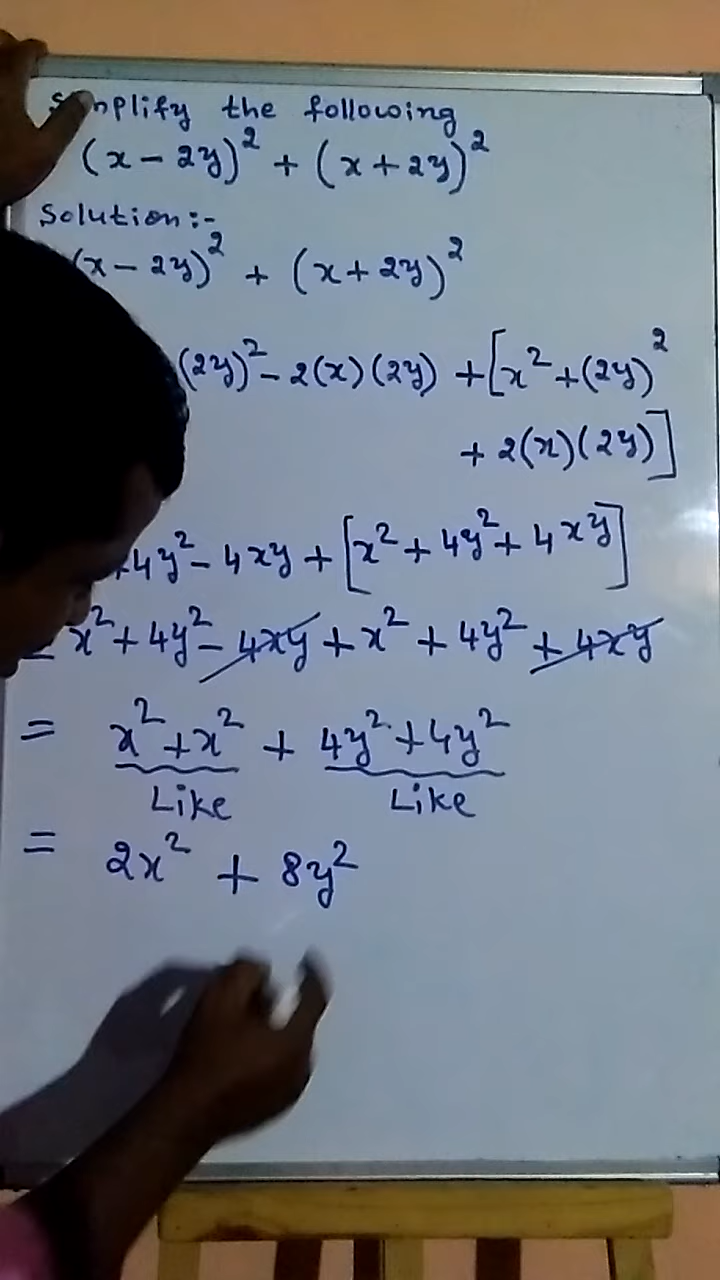 Simplify the following
(x - 2y)² + (x + 2y)²
Solution :-
(x - 2y)² + (x + 2y)²
(2y)² - 2(x)(2y) + [x² + (2y)²
+ 2(x)(2y)]
+ 4y² - 4xy + [x² + 4y² + 4xy]
= x² + 4y² - 4xy + x² + 4y² + 4xy
= x² + x² + 4y² + 4y²
Like Like
= 2x² + 8y²